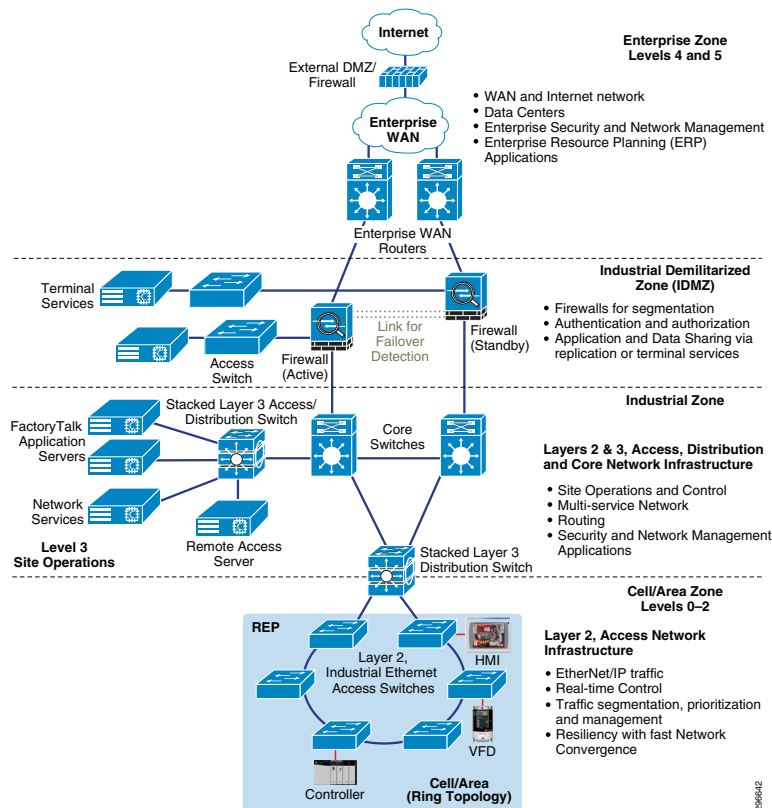 Internet
External DMZ/
Firewall
Enterprise
WAN
Enterprise WAN
Routers
Enterprise Zone
Levels 4 and 5
• WAN and Internet network
• Data Centers
• Enterprise Security and Network Management
• Enterprise Resource Planning (ERP)
Applications
Terminal
Services
Access
Switch
Firewall
(Active)
Link for
Failover
Detection
Firewall
(Standby)
Industrial Demilitarized
Zone (IDMZ)
• Firewalls for segmentation
• Authentication and authorization
• Application and Data Sharing via
replication or terminal services
Industrial Zone
FactoryTalk
Application
Servers
Stacked Layer 3 Access/
Distribution Switch
Core
Switches
Network
Services
Level 3
Site Operations
Remote Access
Server
Stacked Layer 3
Distribution Switch
Layers 2 & 3, Access, Distribution
and Core Network Infrastructure
• Site Operations and Control
• Multi-service Network
• Routing
• Security and Network Management
Applications
Cell/Area Zone
Levels 0–2
REP
Layer 2,
Industrial Ethernet
Access Switches
HMI
VFD
Controller
Cell/Area
(Ring Topology)
Layer 2, Access Network
Infrastructure
• EtherNet/IP traffic
• Real-time Control
• Traffic segmentation, prioritization
and management
• Resiliency with fast Network
Convergence
296642